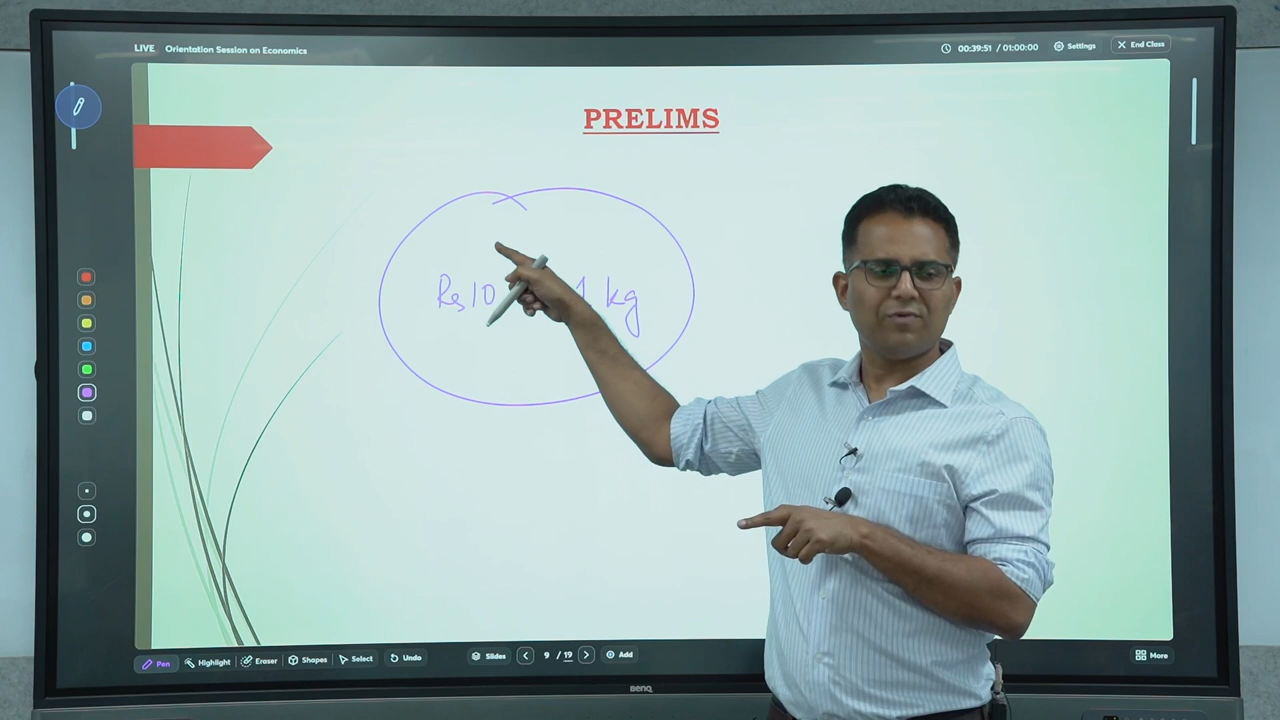 LIVE Orientation Session on Economics
00:39:51 / 01:00:00 Settings End Class
PRELIMS
Rs 10 1 kg
Pen Highlight Eraser Shapes Select Undo Slides 9 / 19 Add More
BenQ